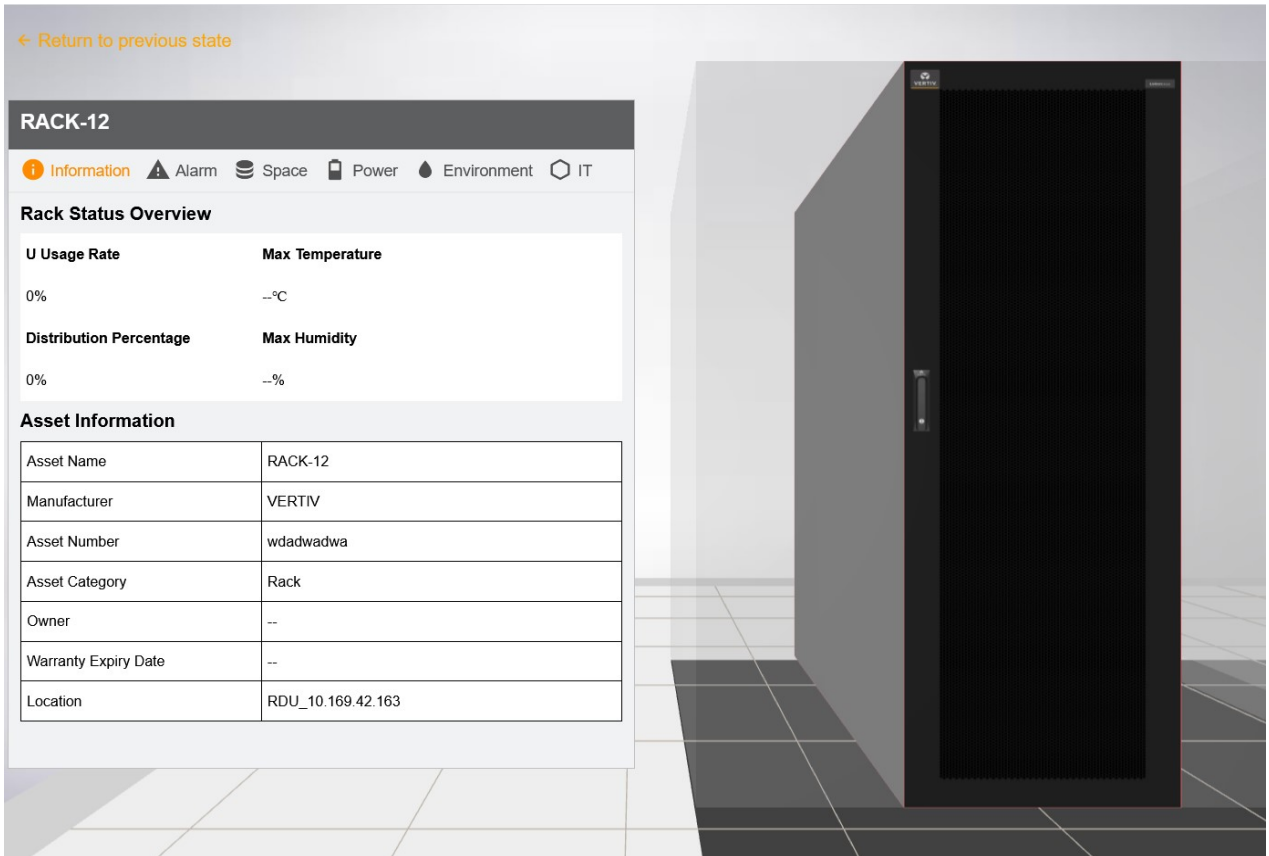 ← Return to previous state
RACK-12
Information Alarm Space Power Environment IT
Rack Status Overview
U Usage Rate Max Temperature
0% --℃
Distribution Percentage Max Humidity
0% --%
Asset Information
Asset Name RACK-12
Manufacturer VERTIV
Asset Number wdadwadwa
Asset Category Rack
Owner --
Warranty Expiry Date --
Location RDU_10.169.42.163
VERTIV